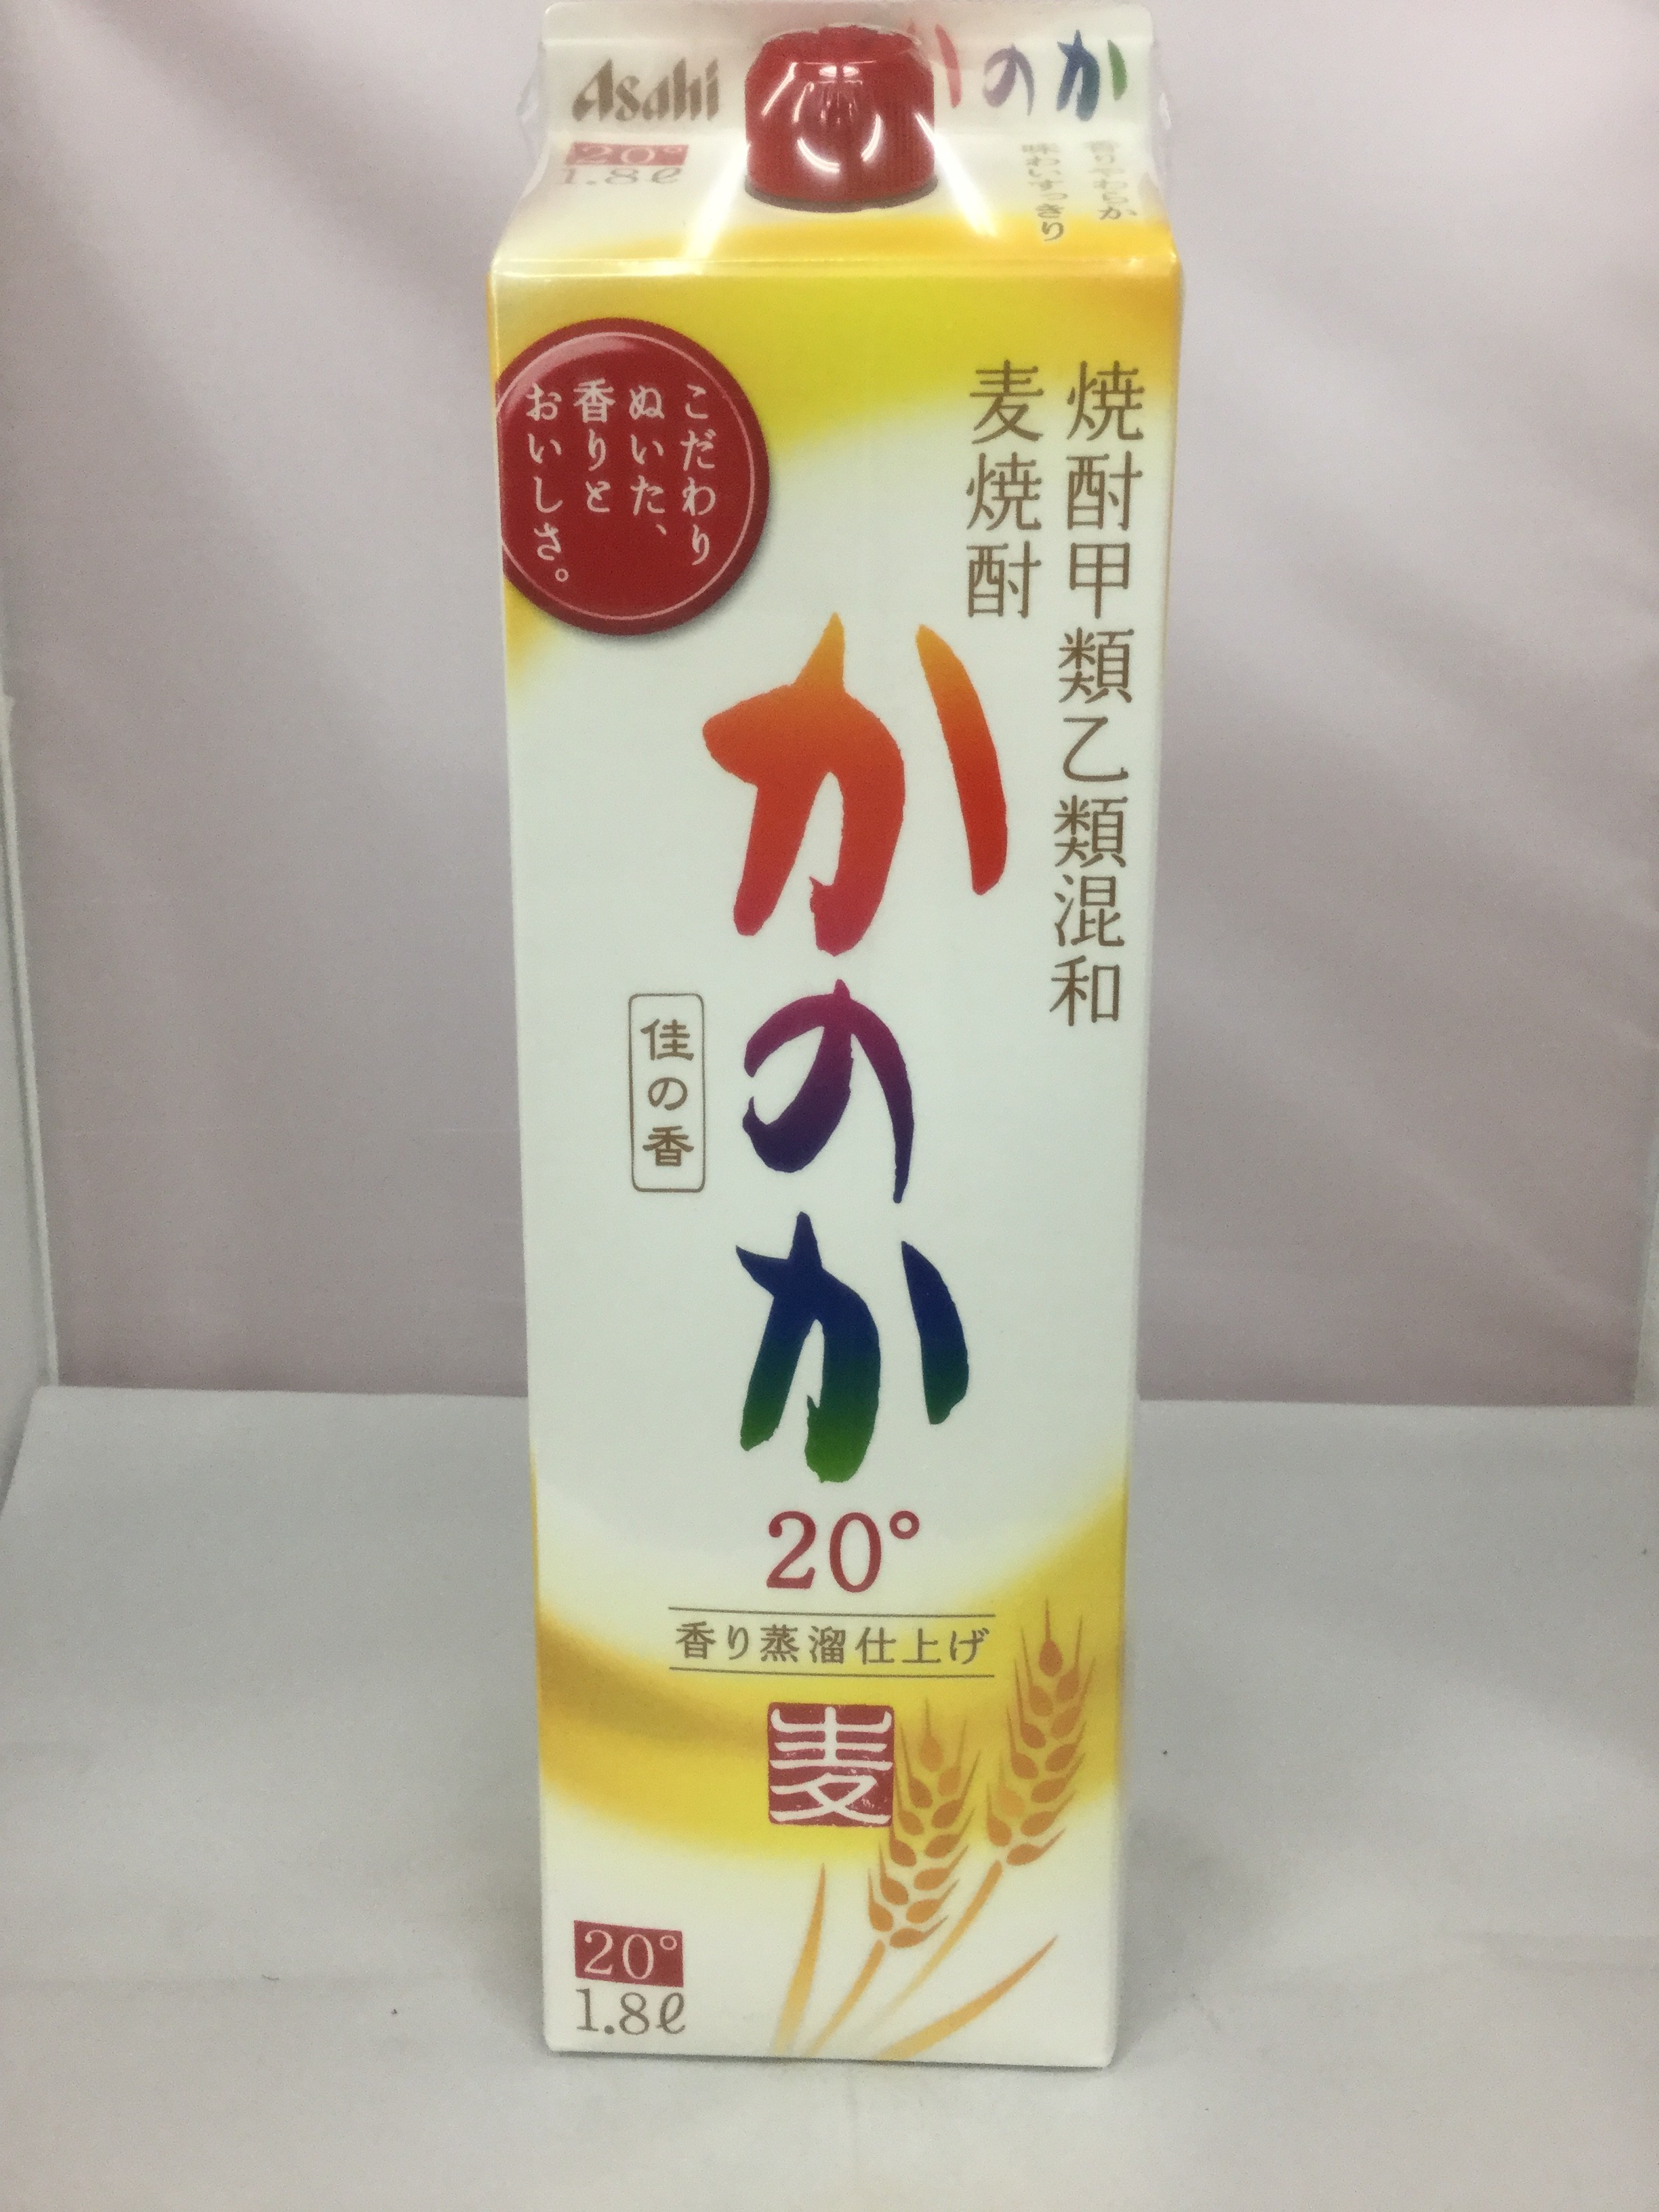 Asahi
かのか
20°
1.8ℓ
香りやわらか
味わいすっきり
こだわり
ぬいた、
香りと
おいしさ。
焼酎甲類乙類混和
麦焼酎
かのか
佳の香
20°
香り蒸溜仕上げ
麦
20°
1.8ℓ